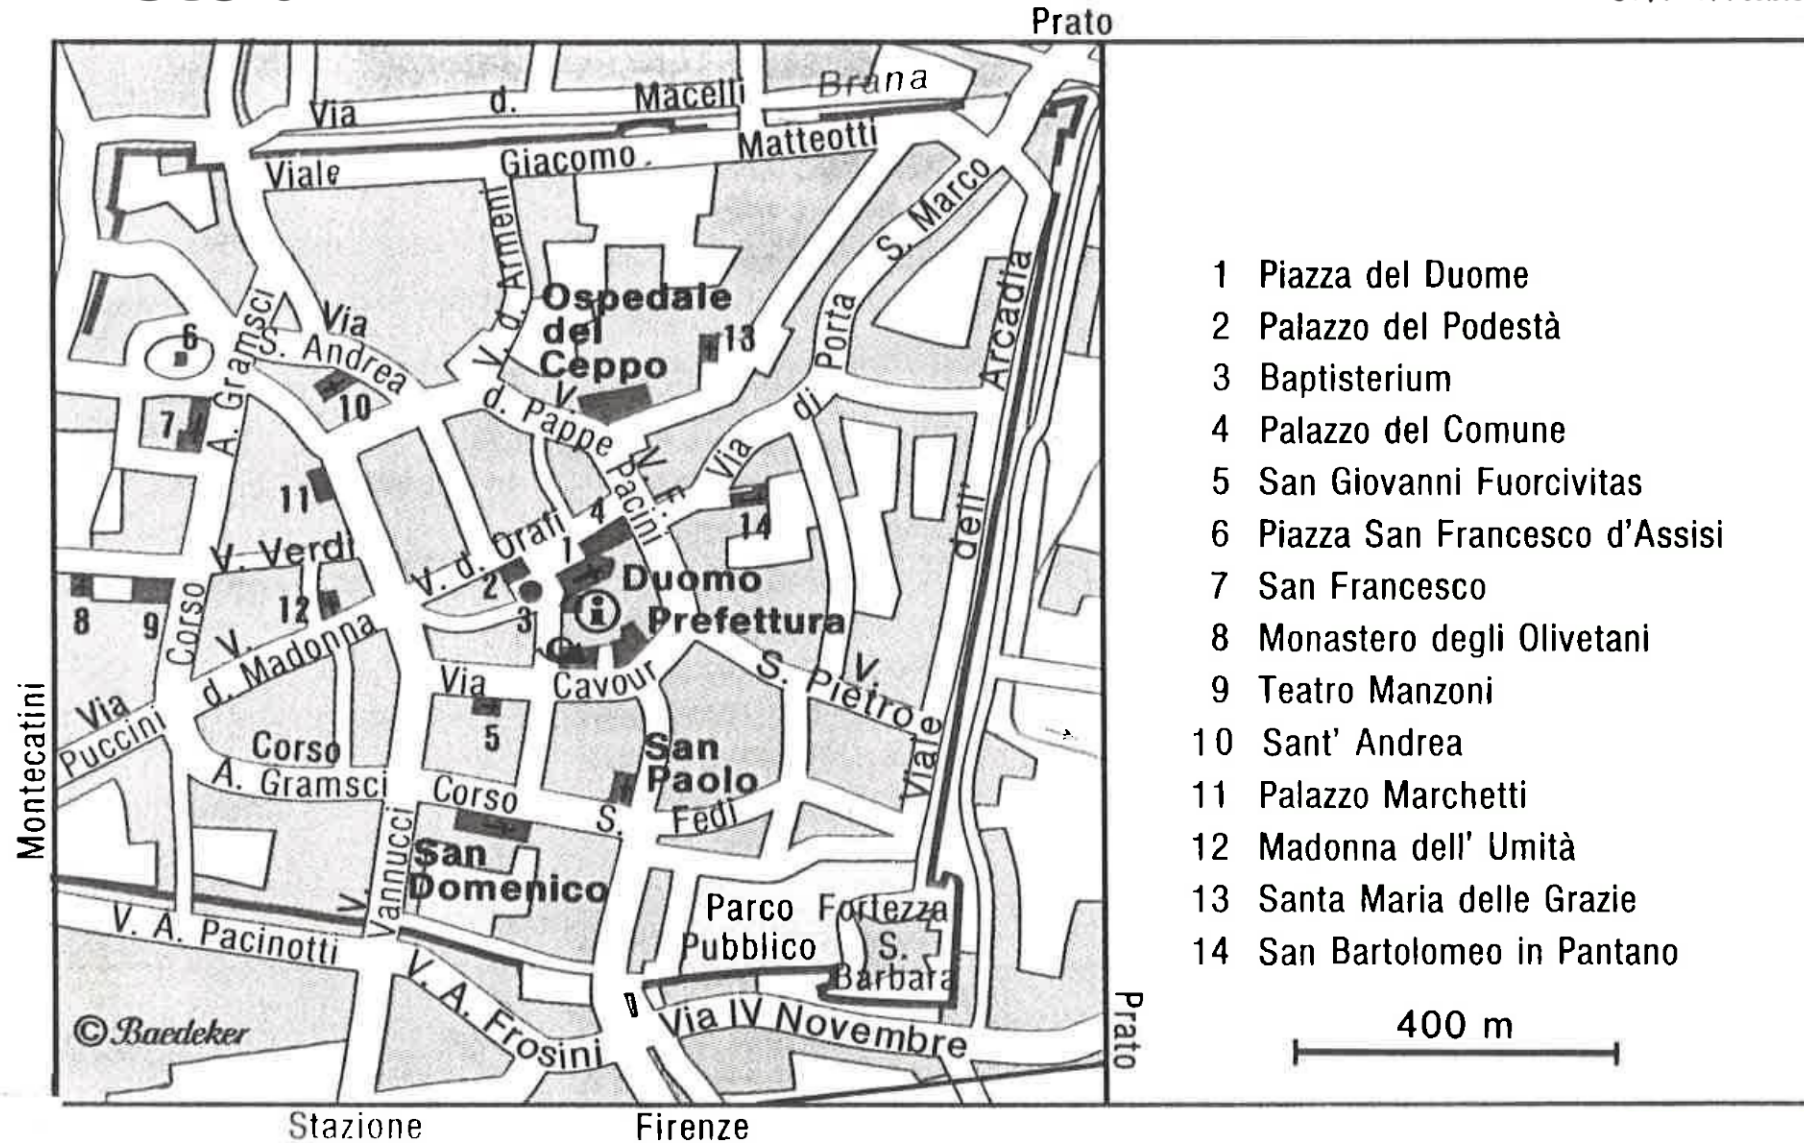 Prato
Via d. Macelli
Brana
Viale Giacomo Matteotti
V. d. Armeni
S. Marco
Porta
di
Via
Arcadia
dell'
Viale
Ospedale
del
Ceppo
13
6
A. Gramsci
Via
S. Andrea
10
7
V.
d. Pappe
V. F.
Pacini
11
4
14
V. Verdi
V. d. Orafi
1
2
3
Duomo
Prefettura
i
8
9
Corso
12
V.
d. Madonna
Via
Cavour
V.
S. Pietro e
Via
Puccini
Corso
A. Gramsci
5
San
Paolo
Corso
S.
Fedi
San
Domenico
V.
Vannucci
Parco
Pubblico
Fortezza
S.
Barbara
V. A. Pacinotti
V. A. Frosini
Via IV Novembre
© Baedeker
Montecatini
Prato
Stazione
Firenze
1 Piazza del Duome
2 Palazzo del Podestà
3 Baptisterium
4 Palazzo del Comune
5 San Giovanni Fuorcivitas
6 Piazza San Francesco d'Assisi
7 San Francesco
8 Monastero degli Olivetani
9 Teatro Manzoni
10 Sant' Andrea
11 Palazzo Marchetti
12 Madonna dell' Umità
13 Santa Maria delle Grazie
14 San Bartolomeo in Pantano
400 m